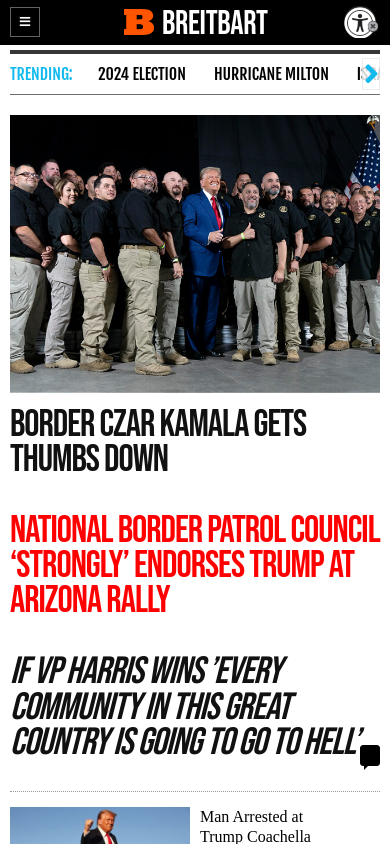 BREITBART
TRENDING: 2024 ELECTION HURRICANE MILTON
BORDER CZAR KAMALA GETS
THUMBS DOWN
NATIONAL BORDER PATROL COUNCIL
‘STRONGLY’ ENDORSES TRUMP AT
ARIZONA RALLY
IF VP HARRIS WINS ’EVERY
COMMUNITY IN THIS GREAT
COUNTRY IS GOING TO GO TO HELL’
Man Arrested at
Trump Coachella